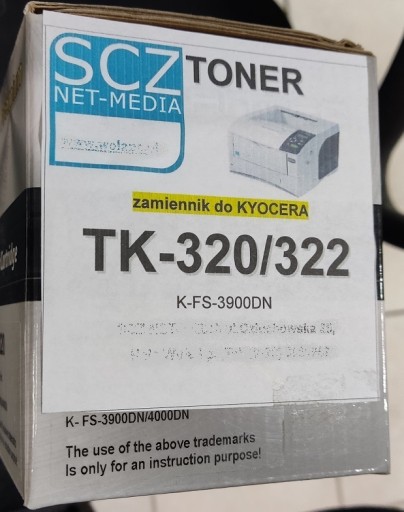 SCZ
NET-MEDIA
TONER
zamiennik do KYOCERA
TK-320/322
K-FS-3900DN
K- FS-3900DN/4000DN
The use of the above trademarks
Is only for an instruction purpose!